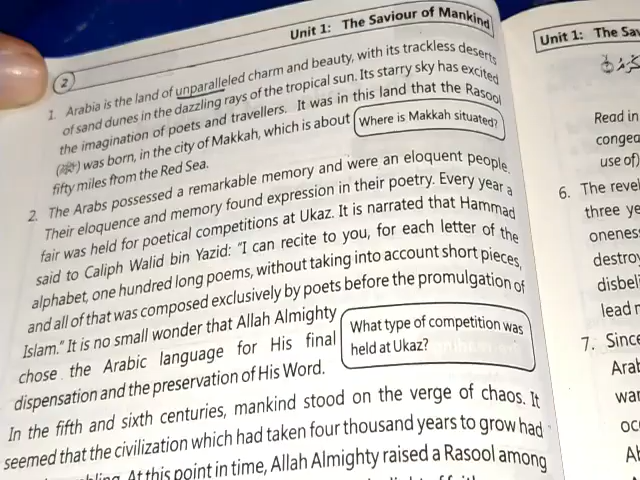 Unit 1: The Saviour of Mankind
2
1. Arabia is the land of unparalleled charm and beauty, with its trackless deserts
of sand dunes in the dazzling rays of the tropical sun. Its starry sky has excited
the imagination of poets and travellers. It was in this land that the Rasool
(ﷺ) was born, in the city of Makkah, which is about
fifty miles from the Red Sea.
Where is Makkah situated?
2. The Arabs possessed a remarkable memory and were an eloquent people.
Their eloquence and memory found expression in their poetry. Every year a
fair was held for poetical competitions at Ukaz. It is narrated that Hammad
said to Caliph Walid bin Yazid: "I can recite to you, for each letter of the
alphabet, one hundred long poems, without taking into account short pieces,
and all of that was composed exclusively by poets before the promulgation of
Islam." It is no small wonder that Allah Almighty
chose the Arabic language for His final
dispensation and the preservation of His Word.
What type of competition was
held at Ukaz?
In the fifth and sixth centuries, mankind stood on the verge of chaos. It
seemed that the civilization which had taken four thousand years to grow had
At this point in time, Allah Almighty raised a Rasool among
Unit 1: The Sav
Read in
congea
use of)
6. The revel
three ye
oneness
destroy
disbel
lead r
7. Since
Arab
war
oc